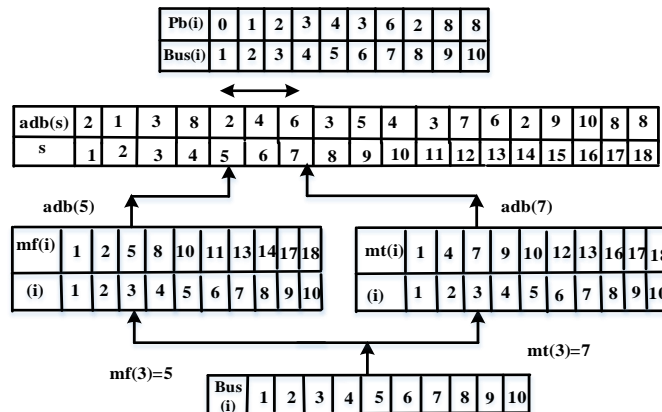 Pb(i) 0 1 2 3 4 3 6 2 8 8
Bus(i) 1 2 3 4 5 6 7 8 9 10
adb(s) 2 1 3 8 2 4 6 3 5 4 3 7 6 2 9 10 8 8
s 1 2 3 4 5 6 7 8 9 10 11 12 13 14 15 16 17 18
adb(5) adb(7)
mf(i) 1 2 5 8 10 11 13 14 17 18 mt(i) 1 4 7 9 10 12 13 16 17 18
(i) 1 2 3 4 5 6 7 8 9 10 (i) 1 2 3 4 5 6 7 8 9 10
mf(3)=5 mt(3)=7
Bus 1 2 3 4 5 6 7 8 9 10
(i)